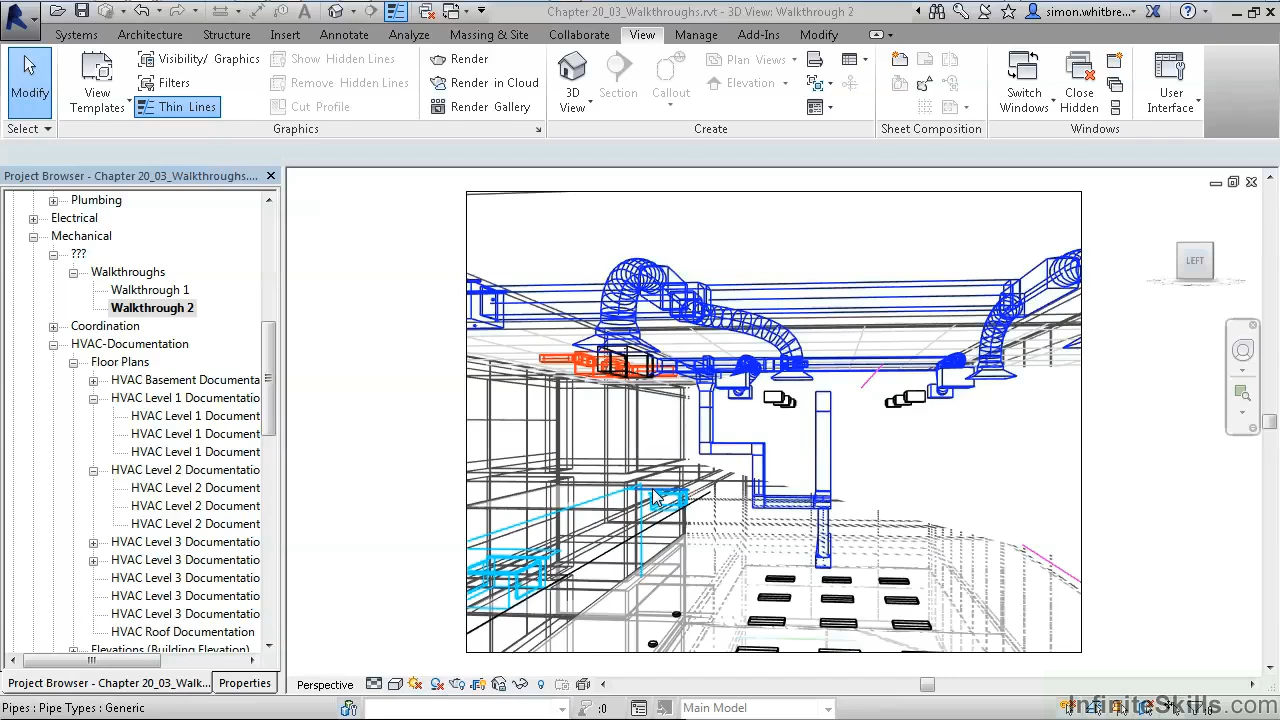 Chapter 20_03_Walkthroughs.rvt - 3D View: Walkthrough 2
simon.whitbre...
Systems
Architecture
Structure
Insert
Annotate
Analyze
Massing & Site
Collaborate
View
Manage
Add-Ins
Modify
Modify
View
Templates
Visibility/ Graphics
Filters
Thin Lines
Show Hidden Lines
Remove Hidden Lines
Cut Profile
Render
Render in Cloud
Render Gallery
3D
View
Section
Callout
Plan Views
Elevation
Switch
Windows
Close
Hidden
User
Interface
Select
Graphics
Create
Sheet Composition
Windows
Project Browser - Chapter 20_03_Walkthroughs....
Plumbing
Electrical
Mechanical
???
Walkthroughs
Walkthrough 1
Walkthrough 2
Coordination
HVAC-Documentation
Floor Plans
HVAC Basement Documenta
HVAC Level 1 Documentatio
HVAC Level 1 Document
HVAC Level 1 Document
HVAC Level 1 Document
HVAC Level 2 Documentatio
HVAC Level 2 Document
HVAC Level 2 Document
HVAC Level 2 Document
HVAC Level 3 Documentatio
HVAC Level 3 Documentatio
HVAC Level 3 Documentatio
HVAC Level 3 Documentatio
HVAC Level 3 Documentatio
HVAC Roof Documentation
Elevations (Building Elevation)
LEFT
Project Browser - Chapter 20_03_Walk...
Properties
Perspective
Pipes : Pipe Types : Generic
:0
Main Model
InfiniteSkills.com